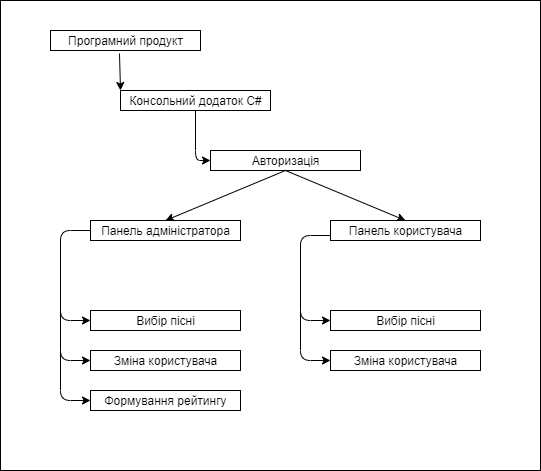 Програмний продукт
Консольний додаток C#
Авторизація
Панель адміністратора
Панель користувача
Вибір пісні
Вибір пісні
Зміна користувача
Зміна користувача
Формування рейтингу